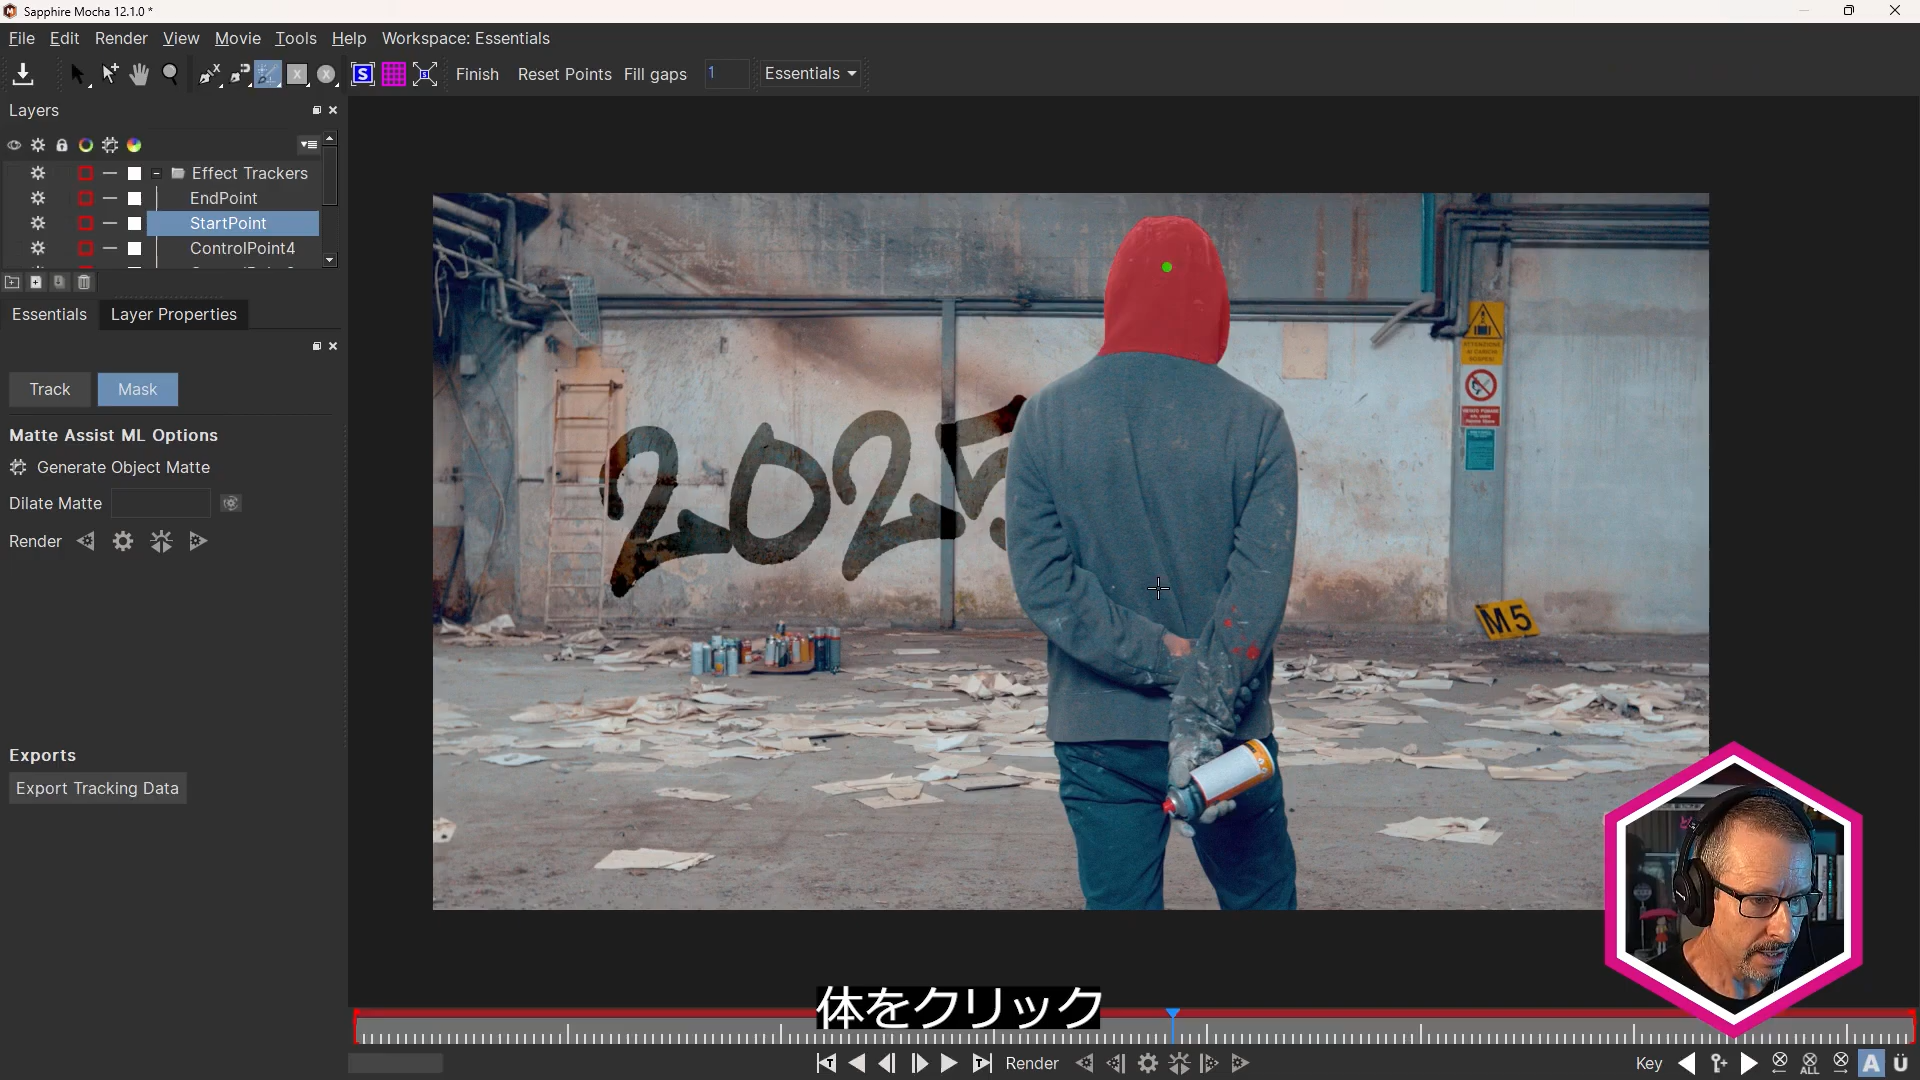 Sapphire Mocha 12.1.0 *
File Edit Render View Movie Tools Help Workspace: Essentials
S Finish Reset Points Fill gaps 1 Essentials
Layers
Effect Trackers
EndPoint
StartPoint
ControlPoint4
Essentials Layer Properties
Track Mask
Matte Assist ML Options
Generate Object Matte
Dilate Matte
Render
Exports
Export Tracking Data
2025
ATTENZIONE
M5
体をクリック
Render
Key
ALL
A Ü